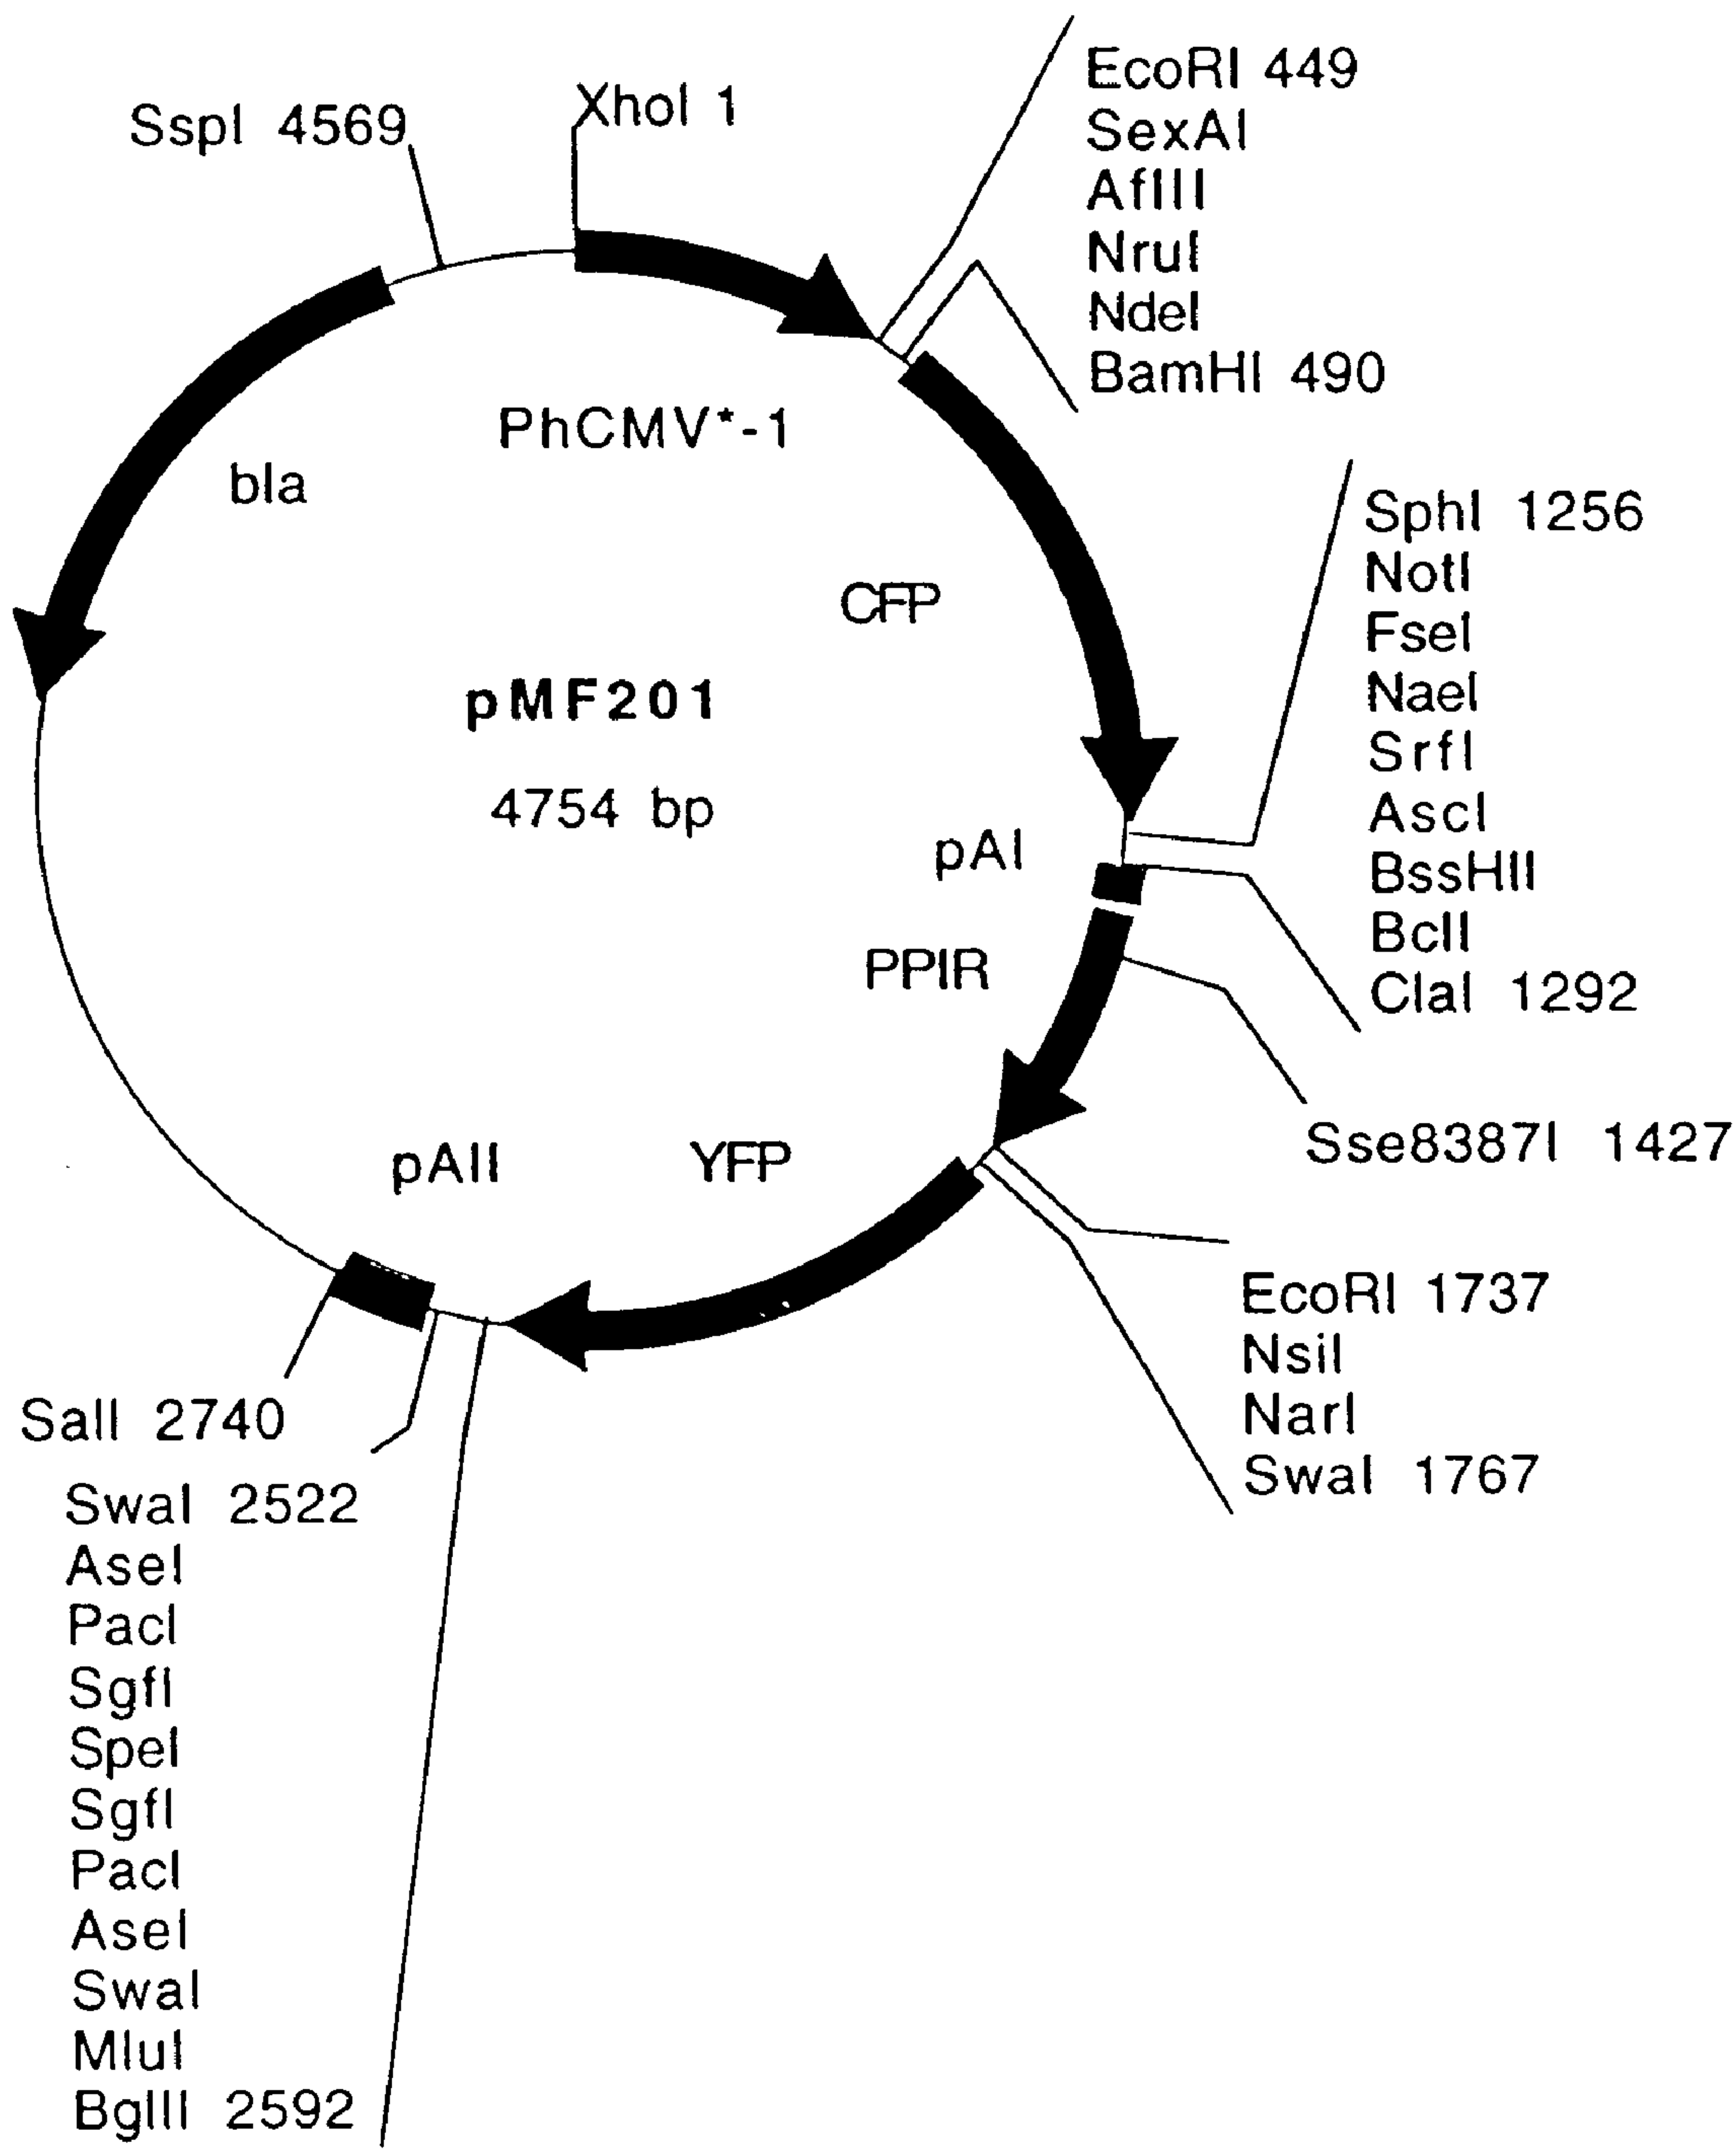 XhoI 1
SspI 4569
EcoRI 449
SexAI
AflII
NruI
NdeI
BamHI 490
PhCMV*-1
bla
SphI 1256
NotI
FseI
NaeI
SrfI
AscI
BssHII
BclI
ClaI 1292
CFP
pMF201
4754 bp
pAI
PPIR
Sse8387I 1427
pAII
YFP
EcoRI 1737
NsiI
NarI
SwaI 1767
SalI 2740
SwaI 2522
AseI
PacI
SgfI
SpeI
SgfI
PacI
AseI
SwaI
MluI
BglII 2592